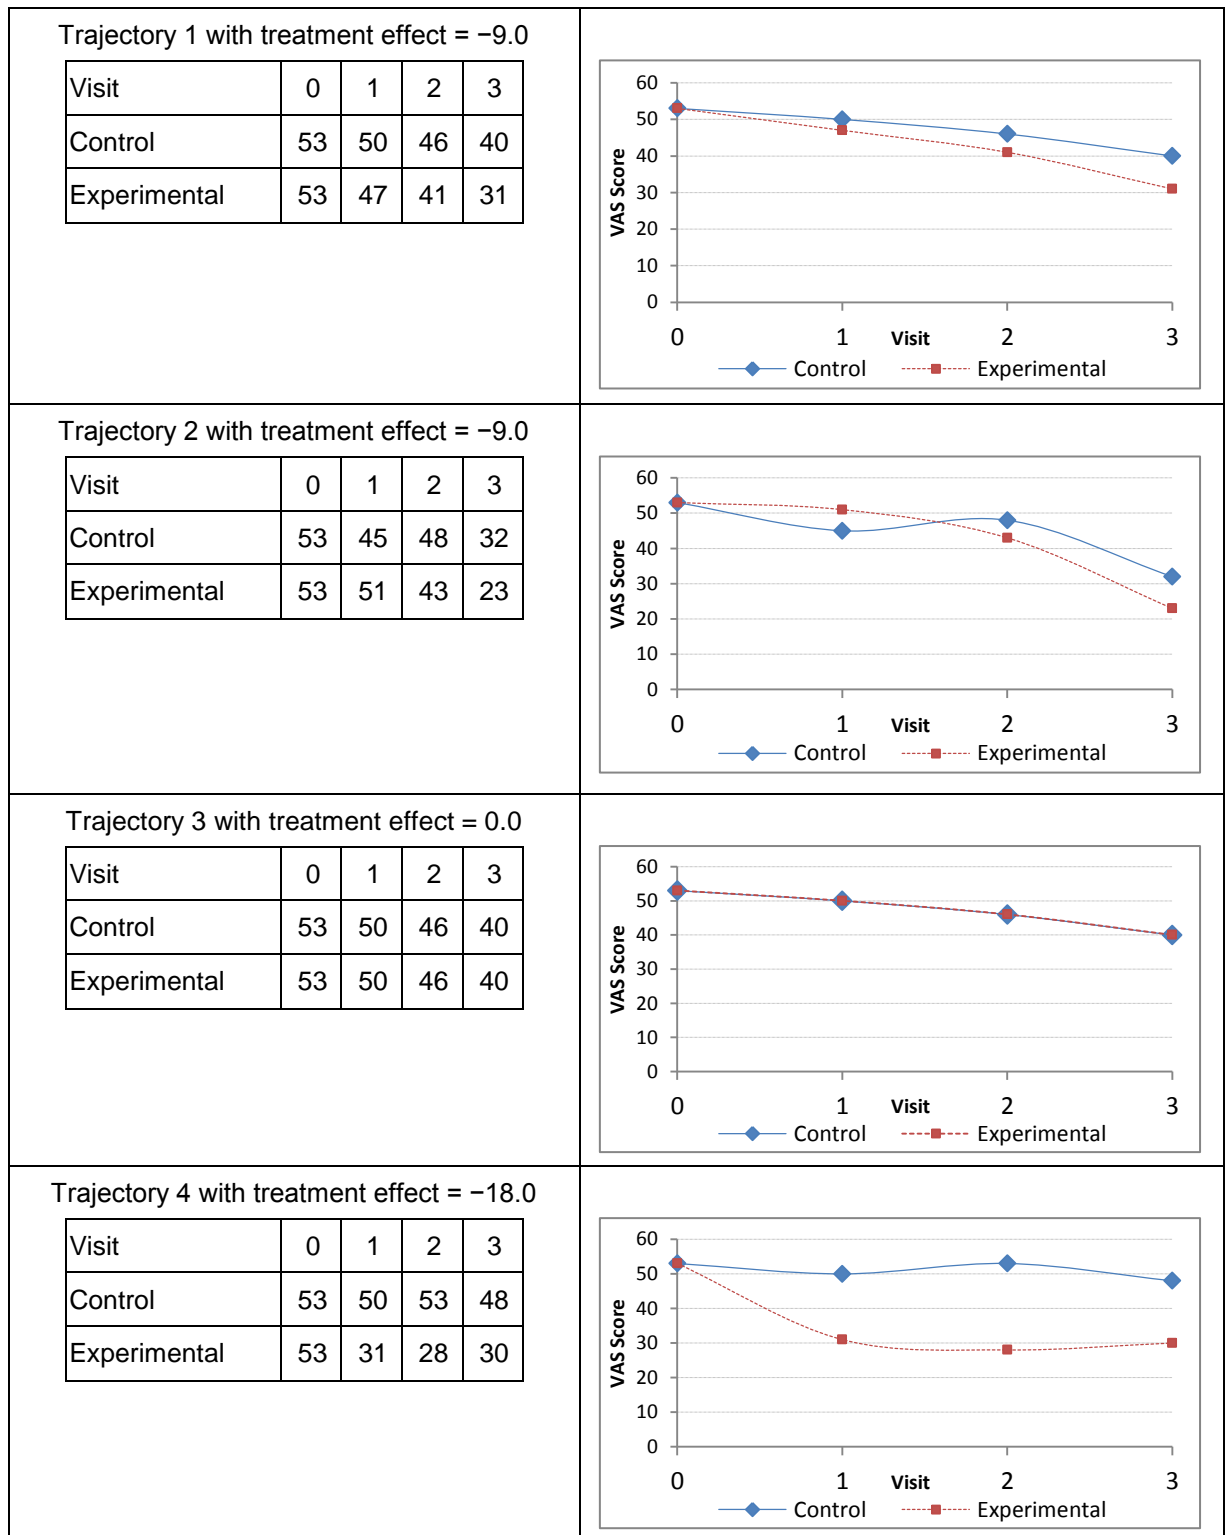 Trajectory 1 with treatment effect = −9.0
Visit 0 1 2 3
Control 53 50 46 40
Experimental 53 47 41 31
60
50
40
30
20
10
0
VAS Score
0 1 Visit 2 3
Control Experimental
Trajectory 2 with treatment effect = −9.0
Visit 0 1 2 3
Control 53 45 48 32
Experimental 53 51 43 23
60
50
40
30
20
10
0
VAS Score
0 1 Visit 2 3
Control Experimental
Trajectory 3 with treatment effect = 0.0
Visit 0 1 2 3
Control 53 50 46 40
Experimental 53 50 46 40
60
50
40
30
20
10
0
VAS Score
0 1 Visit 2 3
Control Experimental
Trajectory 4 with treatment effect = −18.0
Visit 0 1 2 3
Control 53 50 53 48
Experimental 53 31 28 30
60
50
40
30
20
10
0
VAS Score
0 1 Visit 2 3
Control Experimental